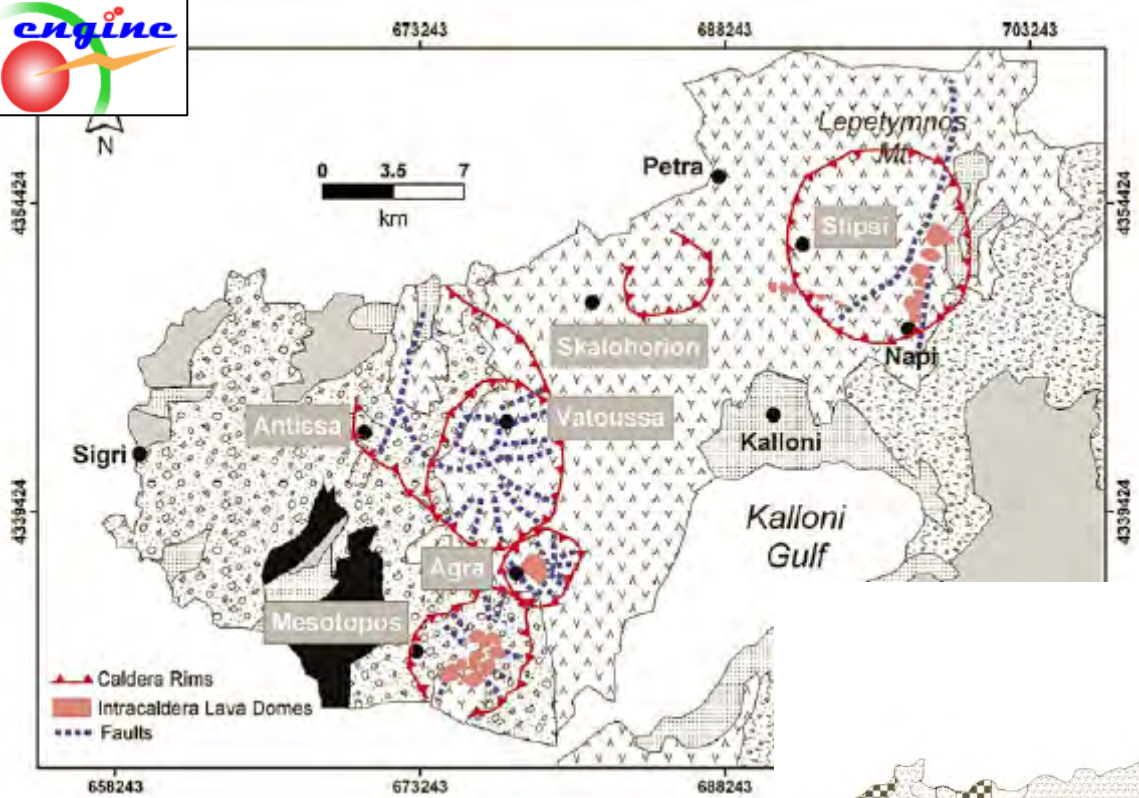 engine
673243
688243
703243
N
0 3.5 7
km
4354424
4354424
Lepetymnos
Mt.
Petra
Stipsi
Skalohorion
Napi
Antissa
Vatoussa
Sigri
Kalloni
4339424
4339424
Kalloni
Gulf
Agra
Mesotopos
Caldera Rims
Intracaldera Lava Domes
Faults
658243
673243
688243